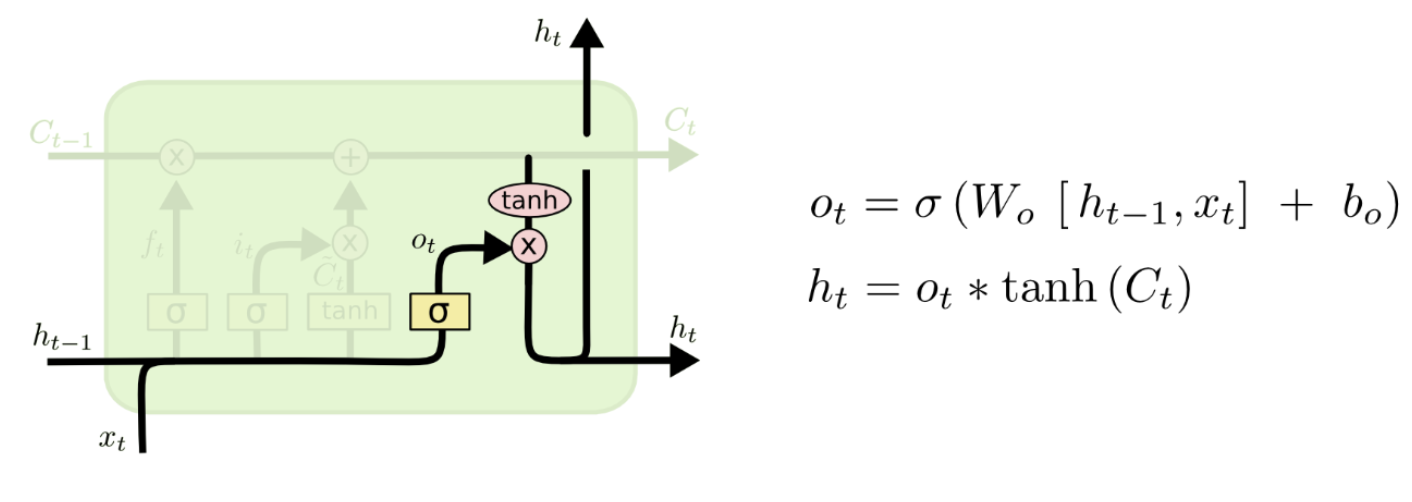 h_t
C_{t-1}
C_t
x
+
tanh
f_t
i_t
x
o_t
x
C̃_t
σ
σ
tanh
σ
h_{t-1}
h_t
x_t
o_t = σ (W_o [h_{t-1}, x_t] + b_o)
h_t = o_t * tanh (C_t)